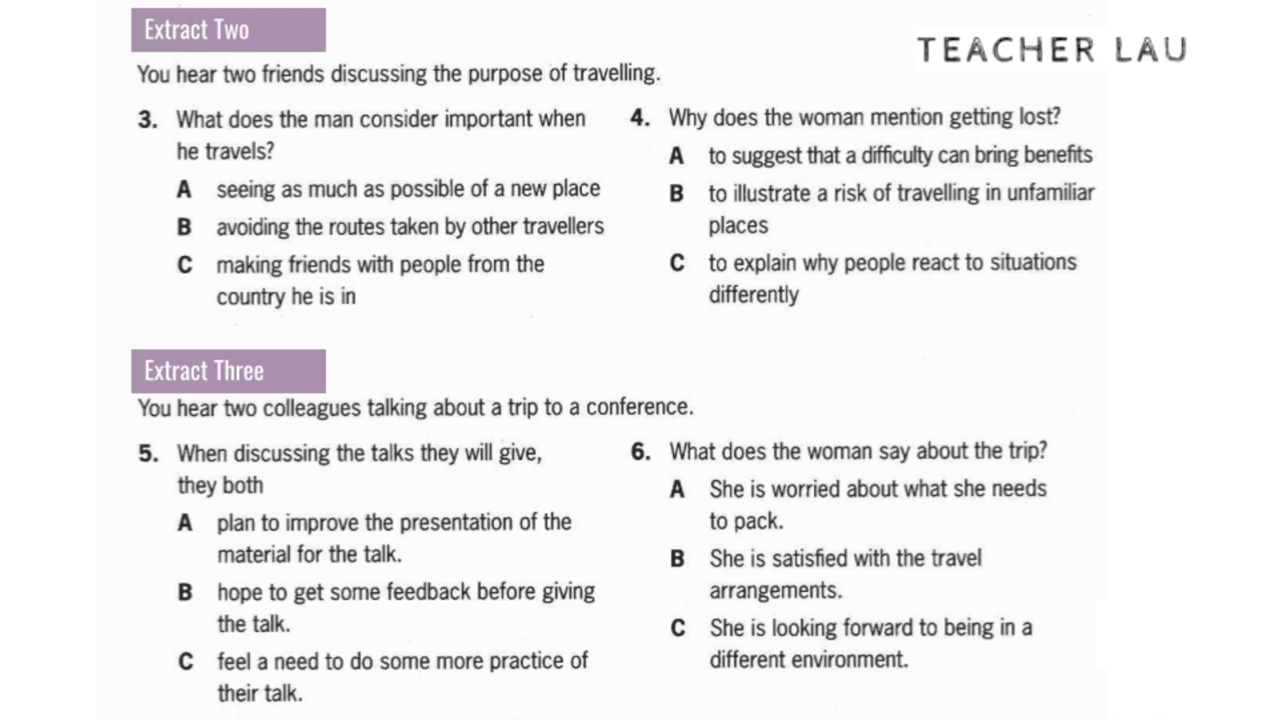 Extract Two
TEACHER LAU
You hear two friends discussing the purpose of travelling.
3. What does the man consider important when
he travels?
A seeing as much as possible of a new place
B avoiding the routes taken by other travellers
C making friends with people from the
country he is in
4. Why does the woman mention getting lost?
A to suggest that a difficulty can bring benefits
B to illustrate a risk of travelling in unfamiliar
places
C to explain why people react to situations
differently
Extract Three
You hear two colleagues talking about a trip to a conference.
5. When discussing the talks they will give,
they both
A plan to improve the presentation of the
material for the talk.
B hope to get some feedback before giving
the talk.
C feel a need to do some more practice of
their talk.
6. What does the woman say about the trip?
A She is worried about what she needs
to pack.
B She is satisfied with the travel
arrangements.
C She is looking forward to being in a
different environment.